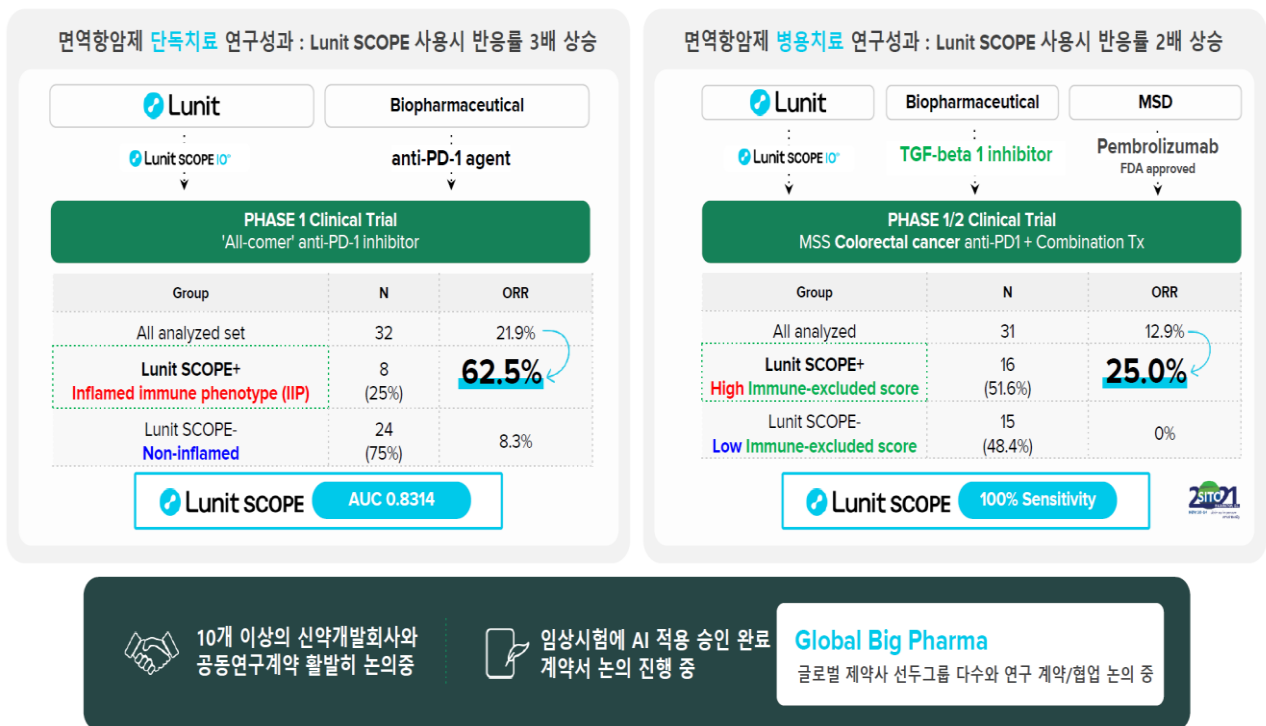 면역항암제 단독치료 연구성과 : Lunit SCOPE 사용시 반응률 3배 상승
Lunit
Biopharmaceutical
Lunit SCOPE IO
anti-PD-1 agent
PHASE 1 Clinical Trial
'All-comer' anti-PD-1 inhibitor
Group N ORR
All analyzed set 32 21.9%
Lunit SCOPE+
Inflamed immune phenotype (IIP)
8
(25%)
62.5%
Lunit SCOPE-
Non-inflamed
24
(75%)
8.3%
Lunit SCOPE AUC 0.8314
면역항암제 병용치료 연구성과 : Lunit SCOPE 사용시 반응률 2배 상승
Lunit
Biopharmaceutical
MSD
Lunit SCOPE IO
TGF-beta 1 inhibitor
Pembrolizumab
FDA approved
PHASE 1/2 Clinical Trial
MSS Colorectal cancer anti-PD1 + Combination Tx
Group N ORR
All analyzed 31 12.9%
Lunit SCOPE+
High Immune-excluded score
16
(51.6%)
25.0%
Lunit SCOPE-
Low Immune-excluded score
15
(48.4%)
0%
Lunit SCOPE 100% Sensitivity
2SITC21
10개 이상의 신약개발회사와
공동연구계약 활발히 논의중
임상시험에 AI 적용 승인 완료
계약서 논의 진행 중
Global Big Pharma
글로벌 제약사 선두그룹 다수와 연구 계약/협업 논의 중